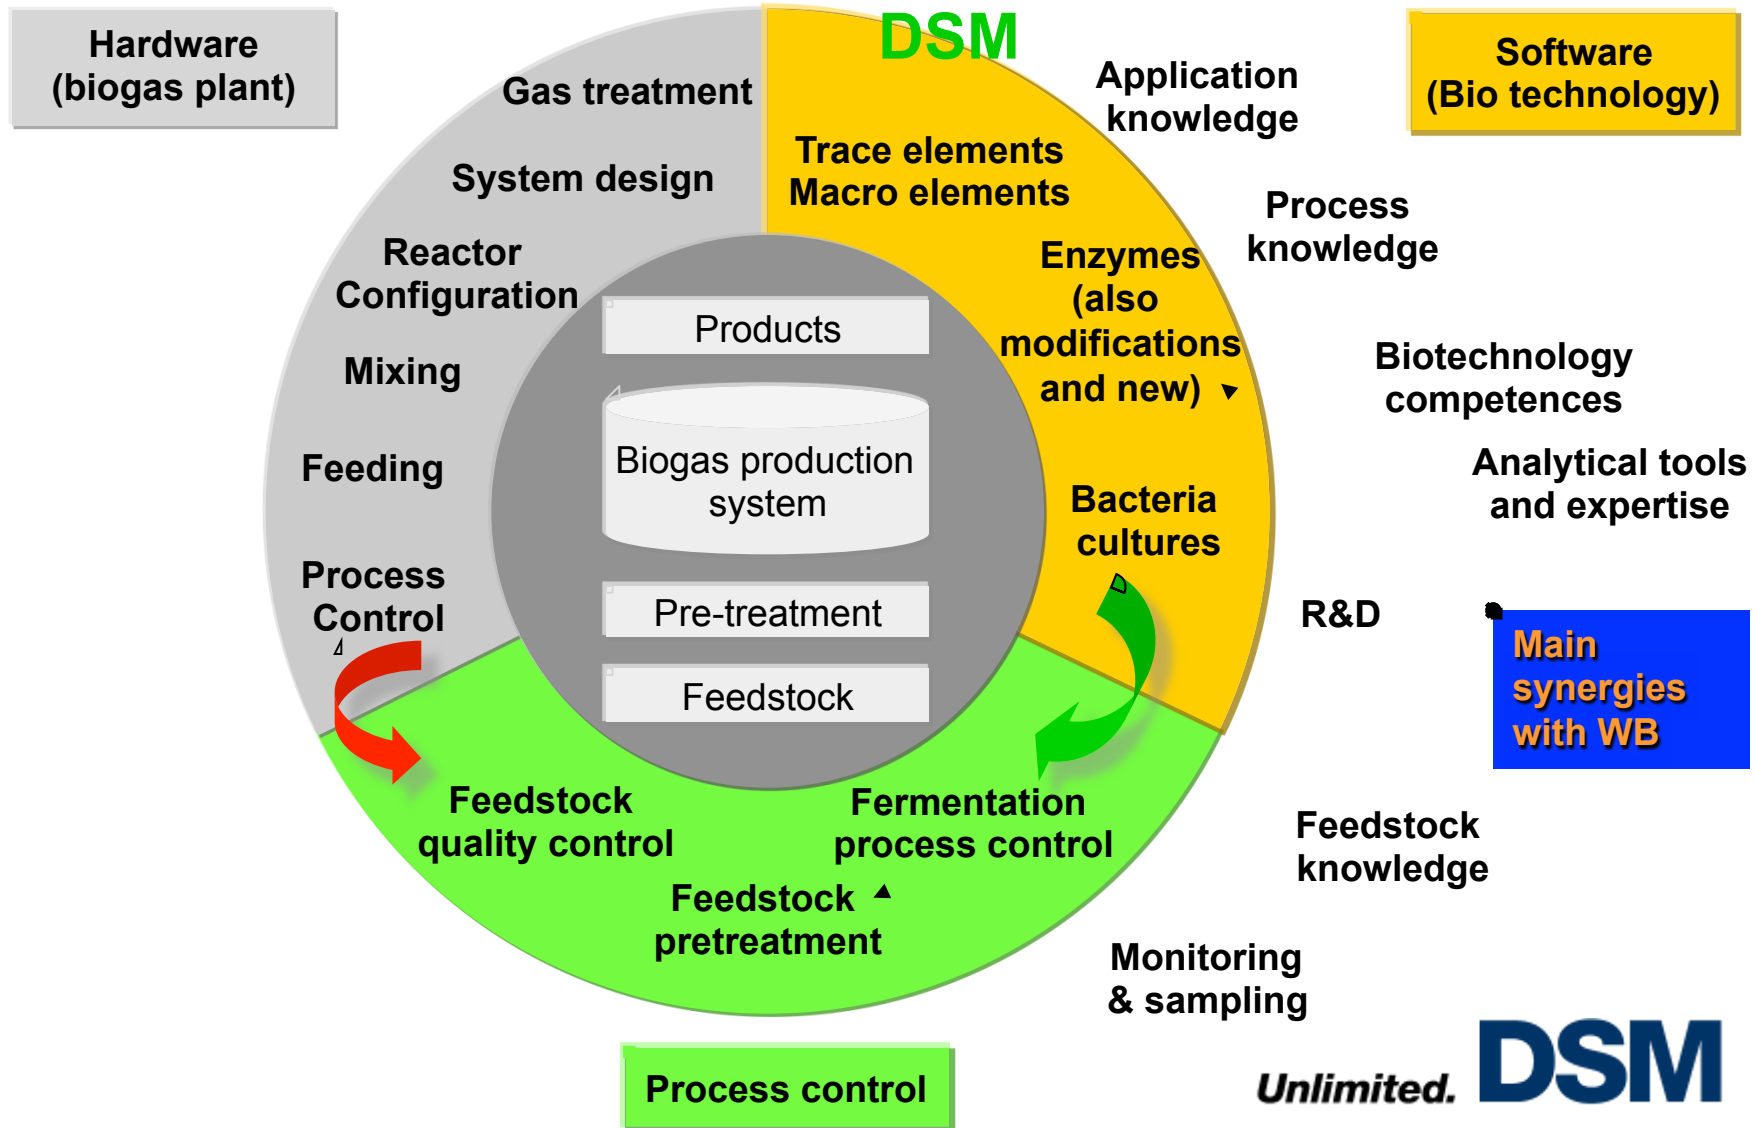 Hardware
(biogas plant)
DSM
Software
(Bio technology)
Gas treatment
System design
Reactor
Configuration
Mixing
Feeding
Process
Control
Trace elements
Macro elements
Enzymes
(also
modifications
and new)
Bacteria
cultures
Products
Biogas production
system
Pre-treatment
Feedstock
Feedstock
quality control
Fermentation
process control
Feedstock
pretreatment
Process control
Application
knowledge
Process
knowledge
Biotechnology
competences
Analytical tools
and expertise
R&D
Main
synergies
with WB
Feedstock
knowledge
Monitoring
& sampling
Unlimited. DSM